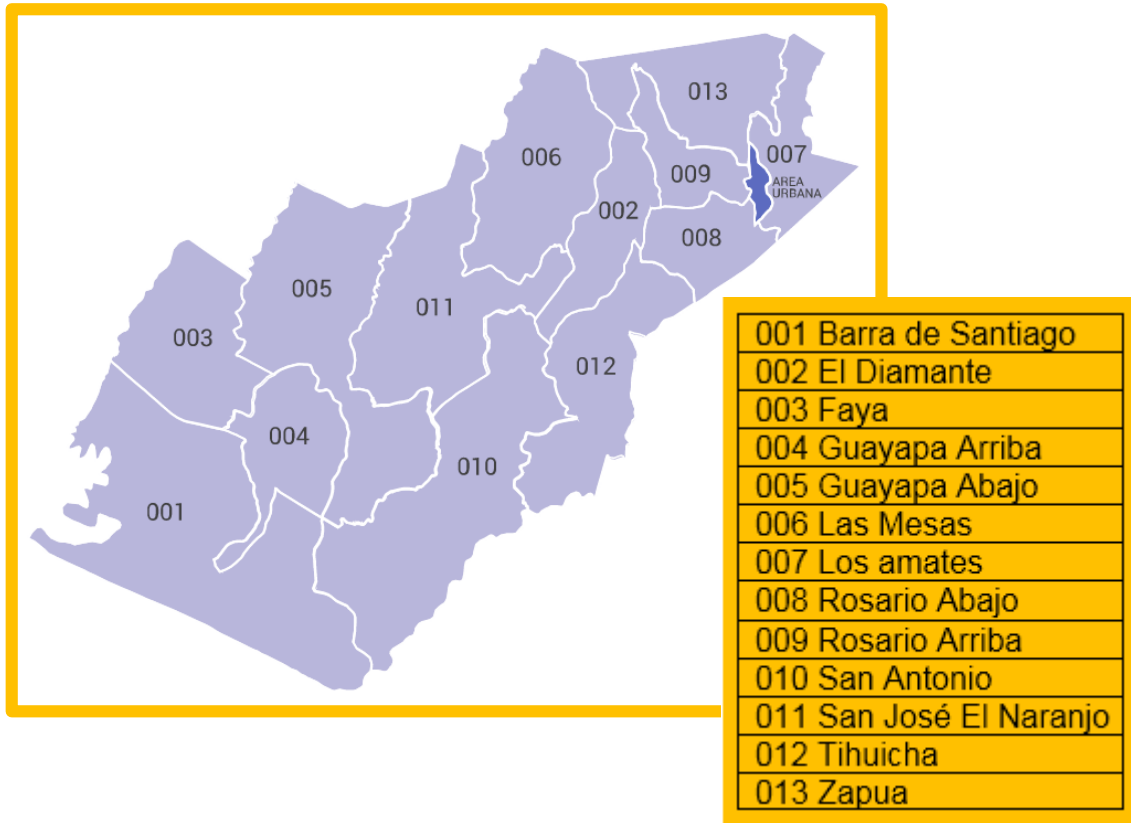 013
006
007
009
AREA
URBANA
002
008
005
011
003
012
004
010
001
001 Barra de Santiago
002 El Diamante
003 Faya
004 Guayapa Arriba
005 Guayapa Abajo
006 Las Mesas
007 Los amates
008 Rosario Abajo
009 Rosario Arriba
010 San Antonio
011 San José El Naranjo
012 Tihuicha
013 Zapua